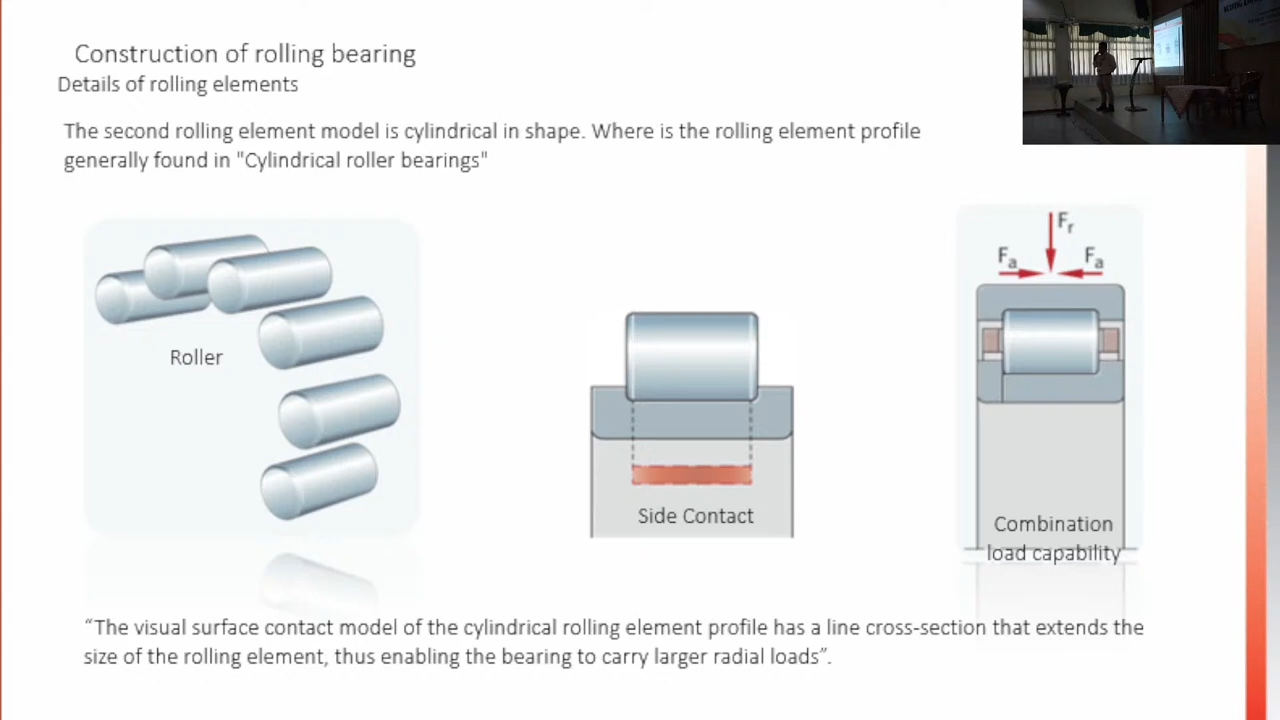 Construction of rolling bearing
Details of rolling elements
The second rolling element model is cylindrical in shape. Where is the rolling element profile
generally found in "Cylindrical roller bearings"
Roller
Side Contact
Fr
Fa
Fa
Combination
load capability
“The visual surface contact model of the cylindrical rolling element profile has a line cross-section that extends the
size of the rolling element, thus enabling the bearing to carry larger radial loads”.